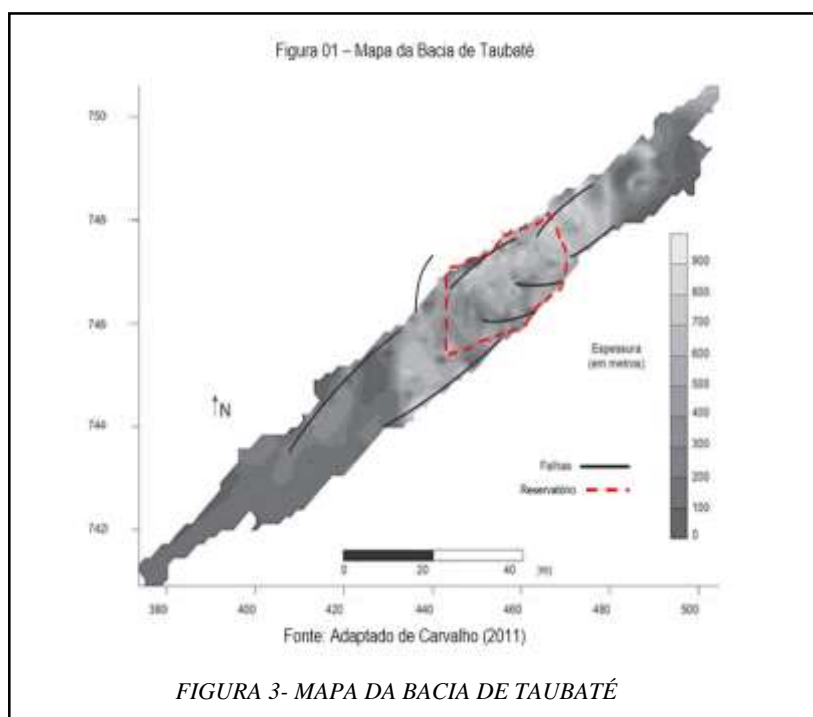 Figura 01 – Mapa da Bacia de Taubaté
750
748
746
744
742
↑N
900
800
700
600
500
400
300
200
100
0
Espessura
(em metros)
Falhas
Reservatório
0 20 40
380 400 420 440 460 480 500
Fonte: Adaptado de Carvalho (2011)
FIGURA 3- MAPA DA BACIA DE TAUBATÉ